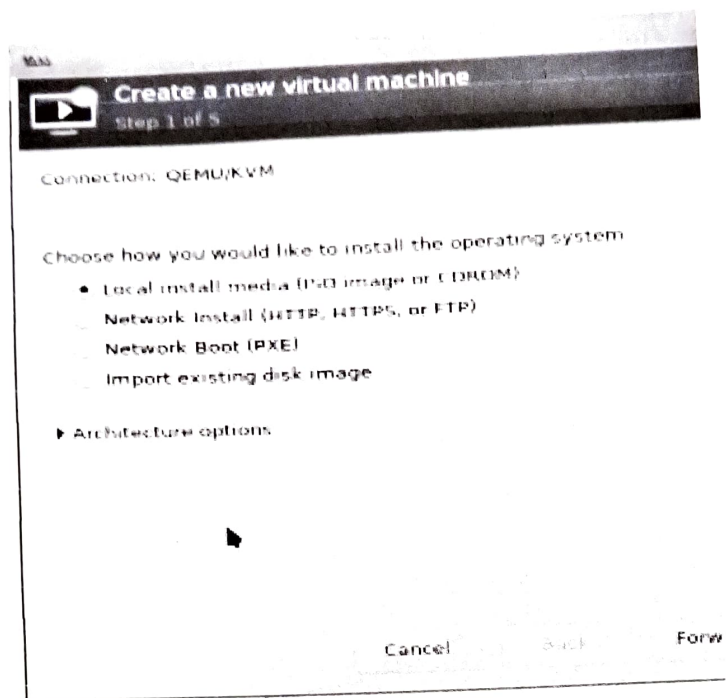 Create a new virtual machine
Step 1 of 5
Connection: QEMU/KVM
Choose how you would like to install the operating system
Local install media (ISO image or CDROM)
Network Install (HTTP, HTTPS, or FTP)
Network Boot (PXE)
Import existing disk image
Architecture options
Cancel Back Forw